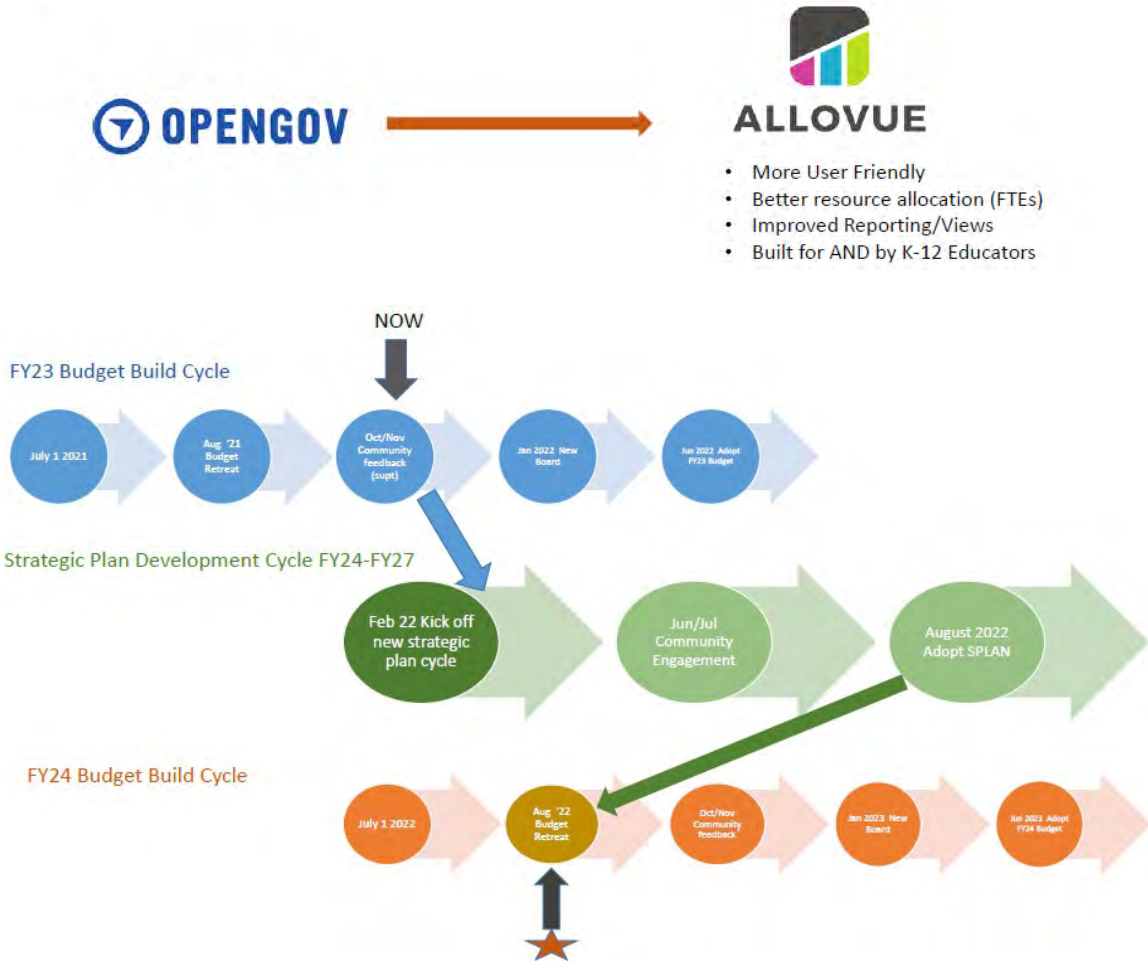 OPENGOV
ALLOVUE
• More User Friendly
• Better resource allocation (FTEs)
• Improved Reporting/Views
• Built for AND by K-12 Educators
NOW
FY23 Budget Build Cycle
July 1 2021
Aug '21
Budget
Retreat
Oct/Nov
Community
feedback
(supt)
Jan 2022 New
Board
Jun 2022 Adopt
FY23 Budget
Strategic Plan Development Cycle FY24-FY27
Feb 22 Kick off
new strategic
plan cycle
Jun/Jul
Community
Engagement
August 2022
Adopt SPLAN
FY24 Budget Build Cycle
July 1 2022
Aug '22
Budget
Retreat
Oct/Nov
Community
feedback
Jan 2023 New
Board
Jun 2023 Adopt
FY24 Budget